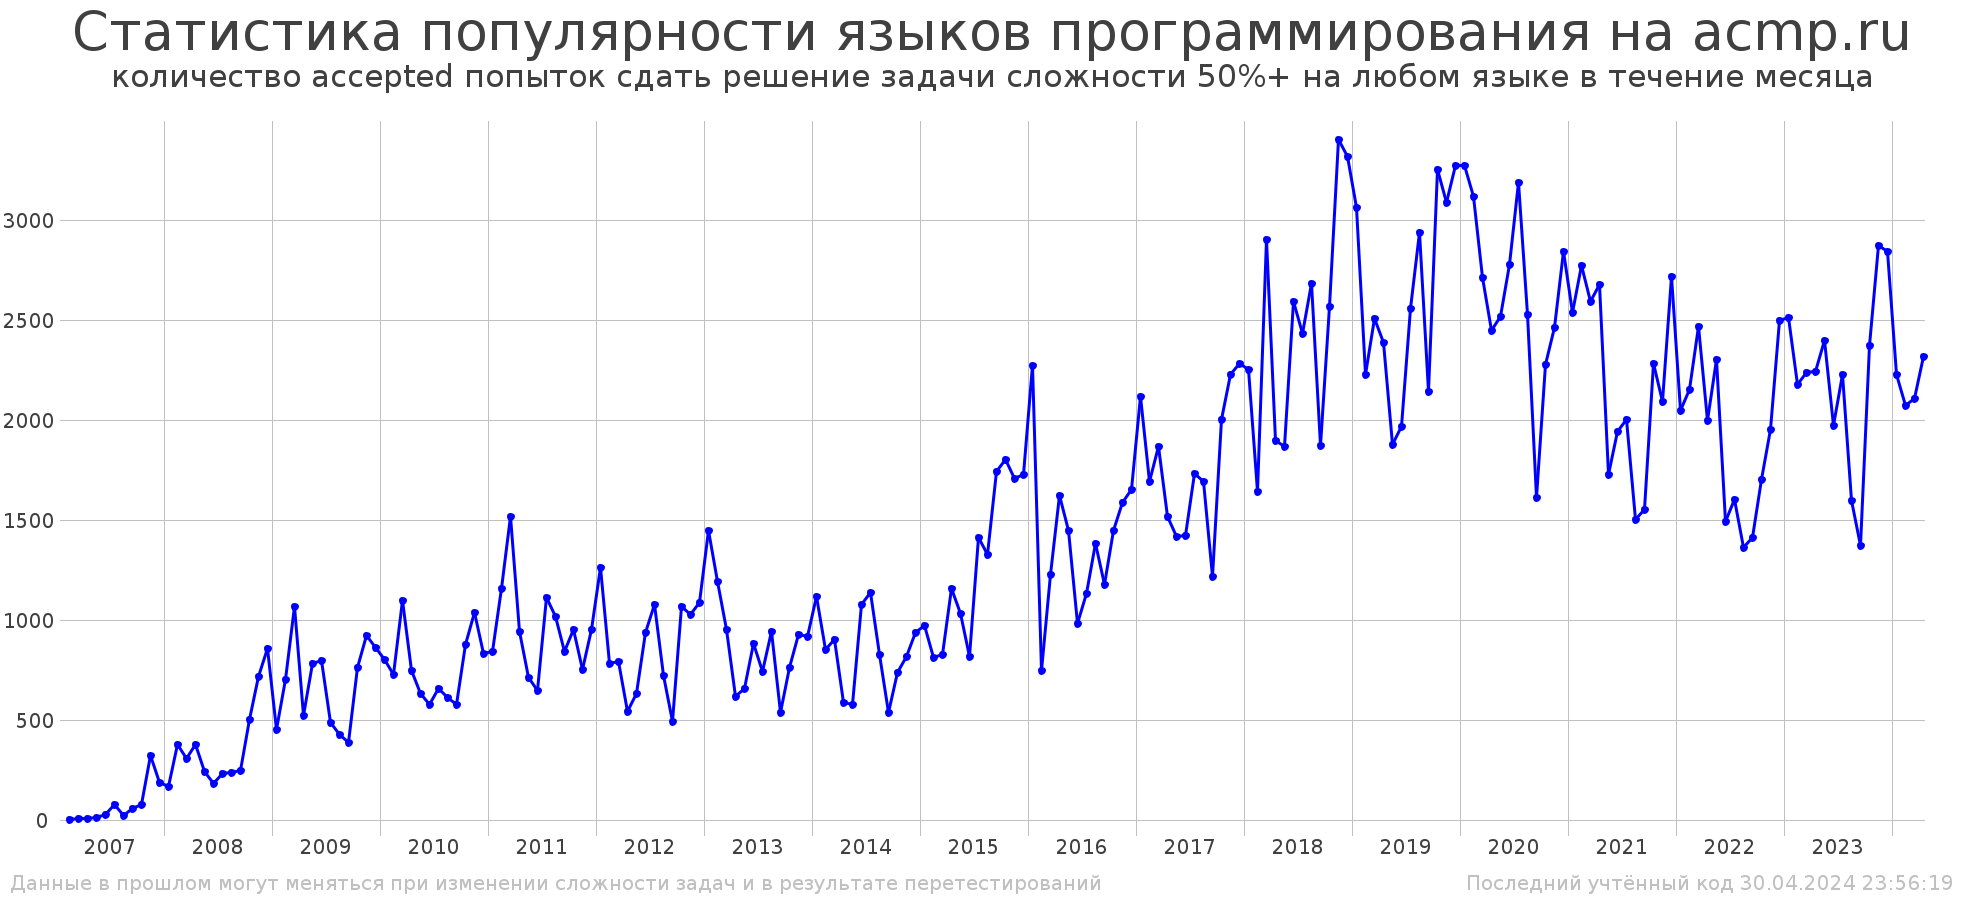 Статистика популярности языков программирования на acmp.ru
количество accepted попыток сдать решение задачи сложности 50%+ на любом языке в течение месяца
3000
2500
2000
1500
1000
500
0
2007 2008 2009 2010 2011 2012 2013 2014 2015 2016 2017 2018 2019 2020 2021 2022 2023
Данные в прошлом могут меняться при изменении сложности задач и в результате перетестирований
Последний учтённый код 30.04.2024 23:56:19